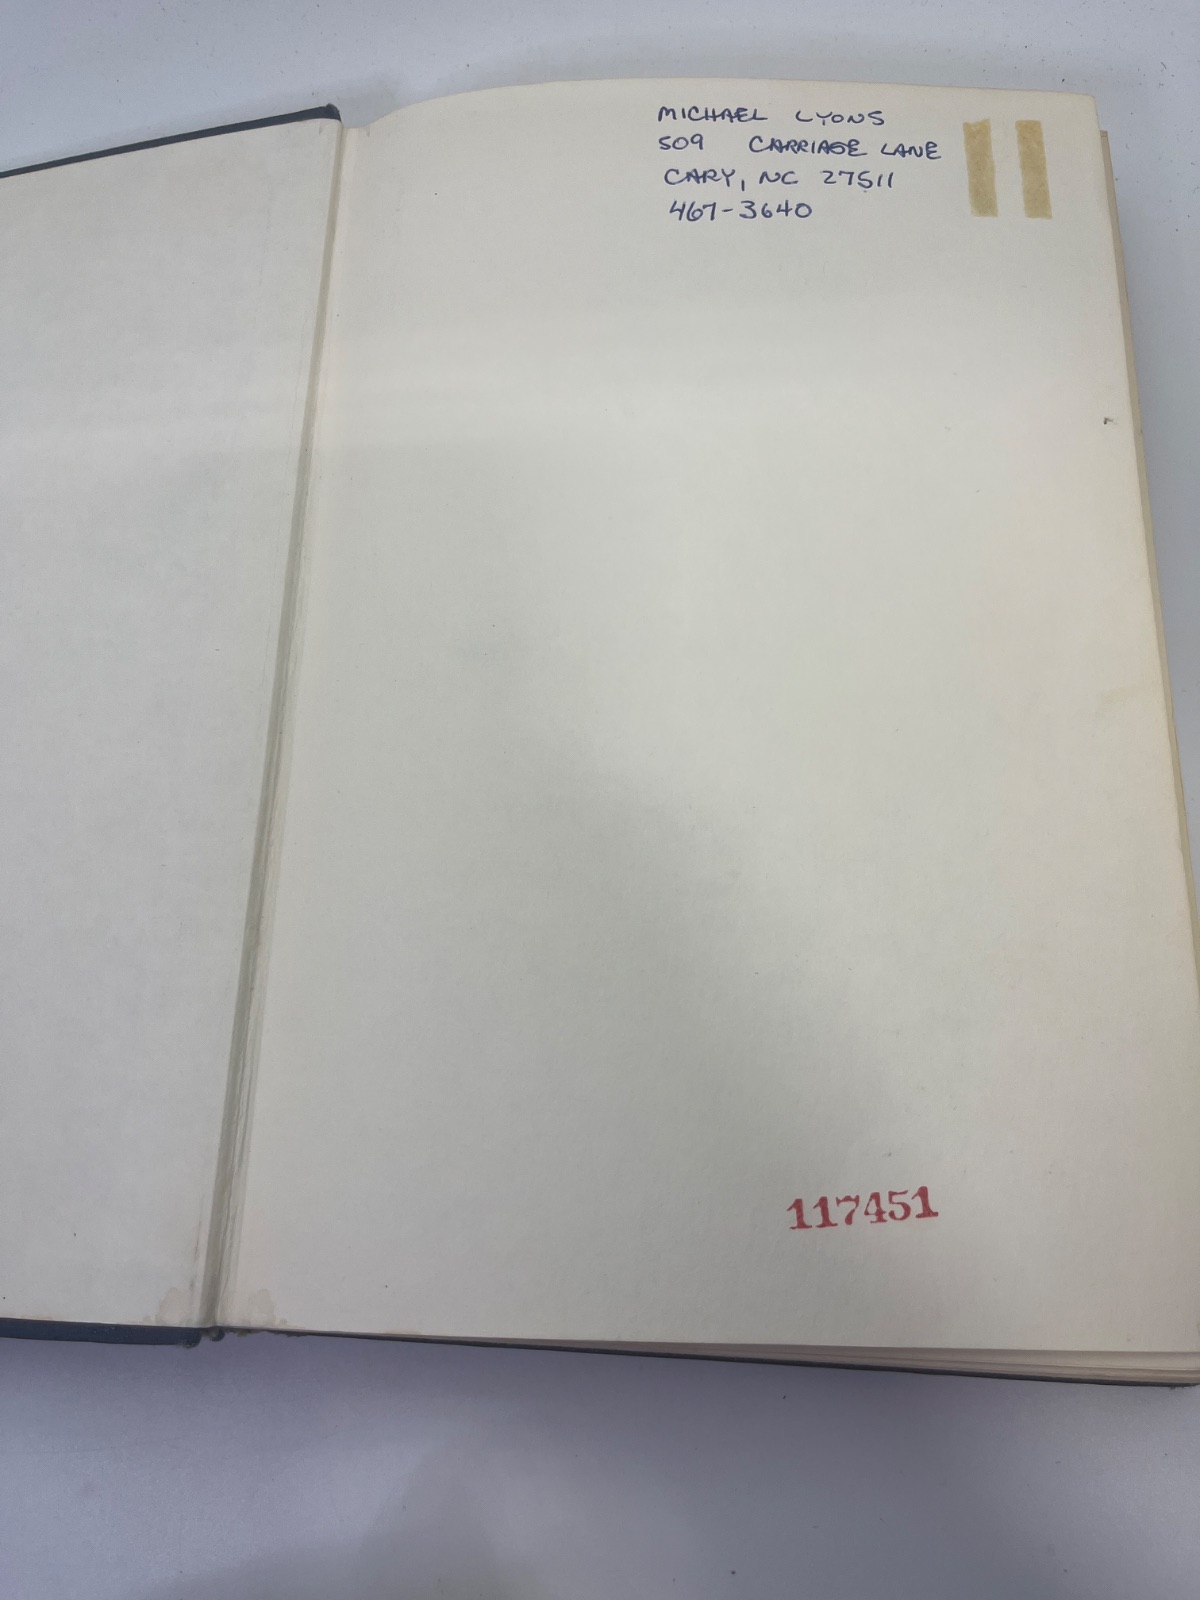 MICHAEL LYONS
509 CARRIAGE LANE
CARY, NC 27511
467-3640
117451